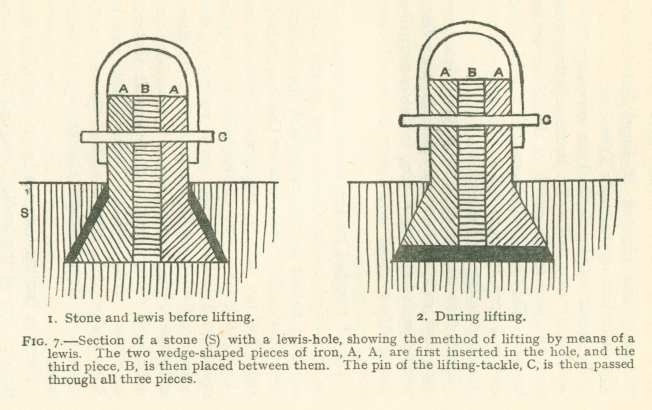 A B A
C
S
A B A
C
1. Stone and lewis before lifting.
2. During lifting.
FIG. 7.—Section of a stone (S) with a lewis-hole, showing the method of lifting by means of a
lewis. The two wedge-shaped pieces of iron, A, A, are first inserted in the hole, and the
third piece, B, is then placed between them. The pin of the lifting-tackle, C, is then passed
through all three pieces.